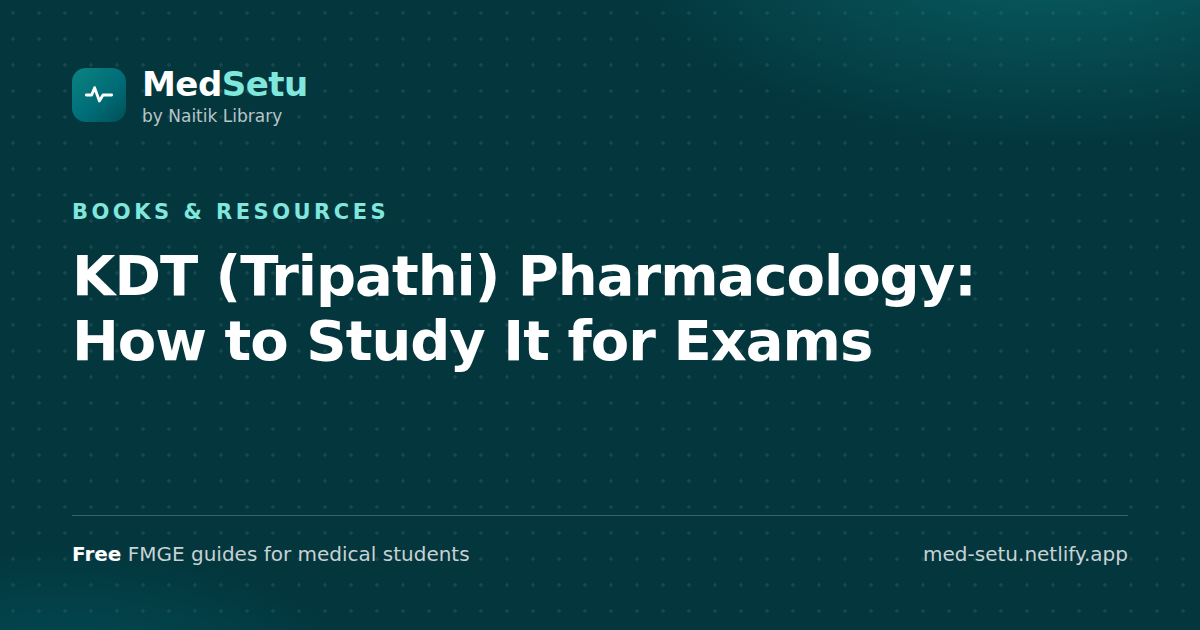 MedSetu
by Naitik Library
BOOKS & RESOURCES
KDT (Tripathi) Pharmacology:
How to Study It for Exams
Free FMGE guides for medical students
med-setu.netlify.app